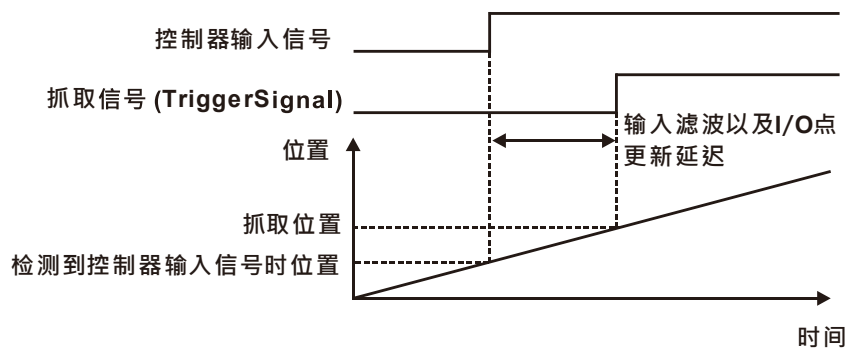 控制器输入信号
抓取信号 (TriggerSignal)
输入滤波以及I/O点
更新延迟
位置
抓取位置
检测到控制器输入信号时位置
时间